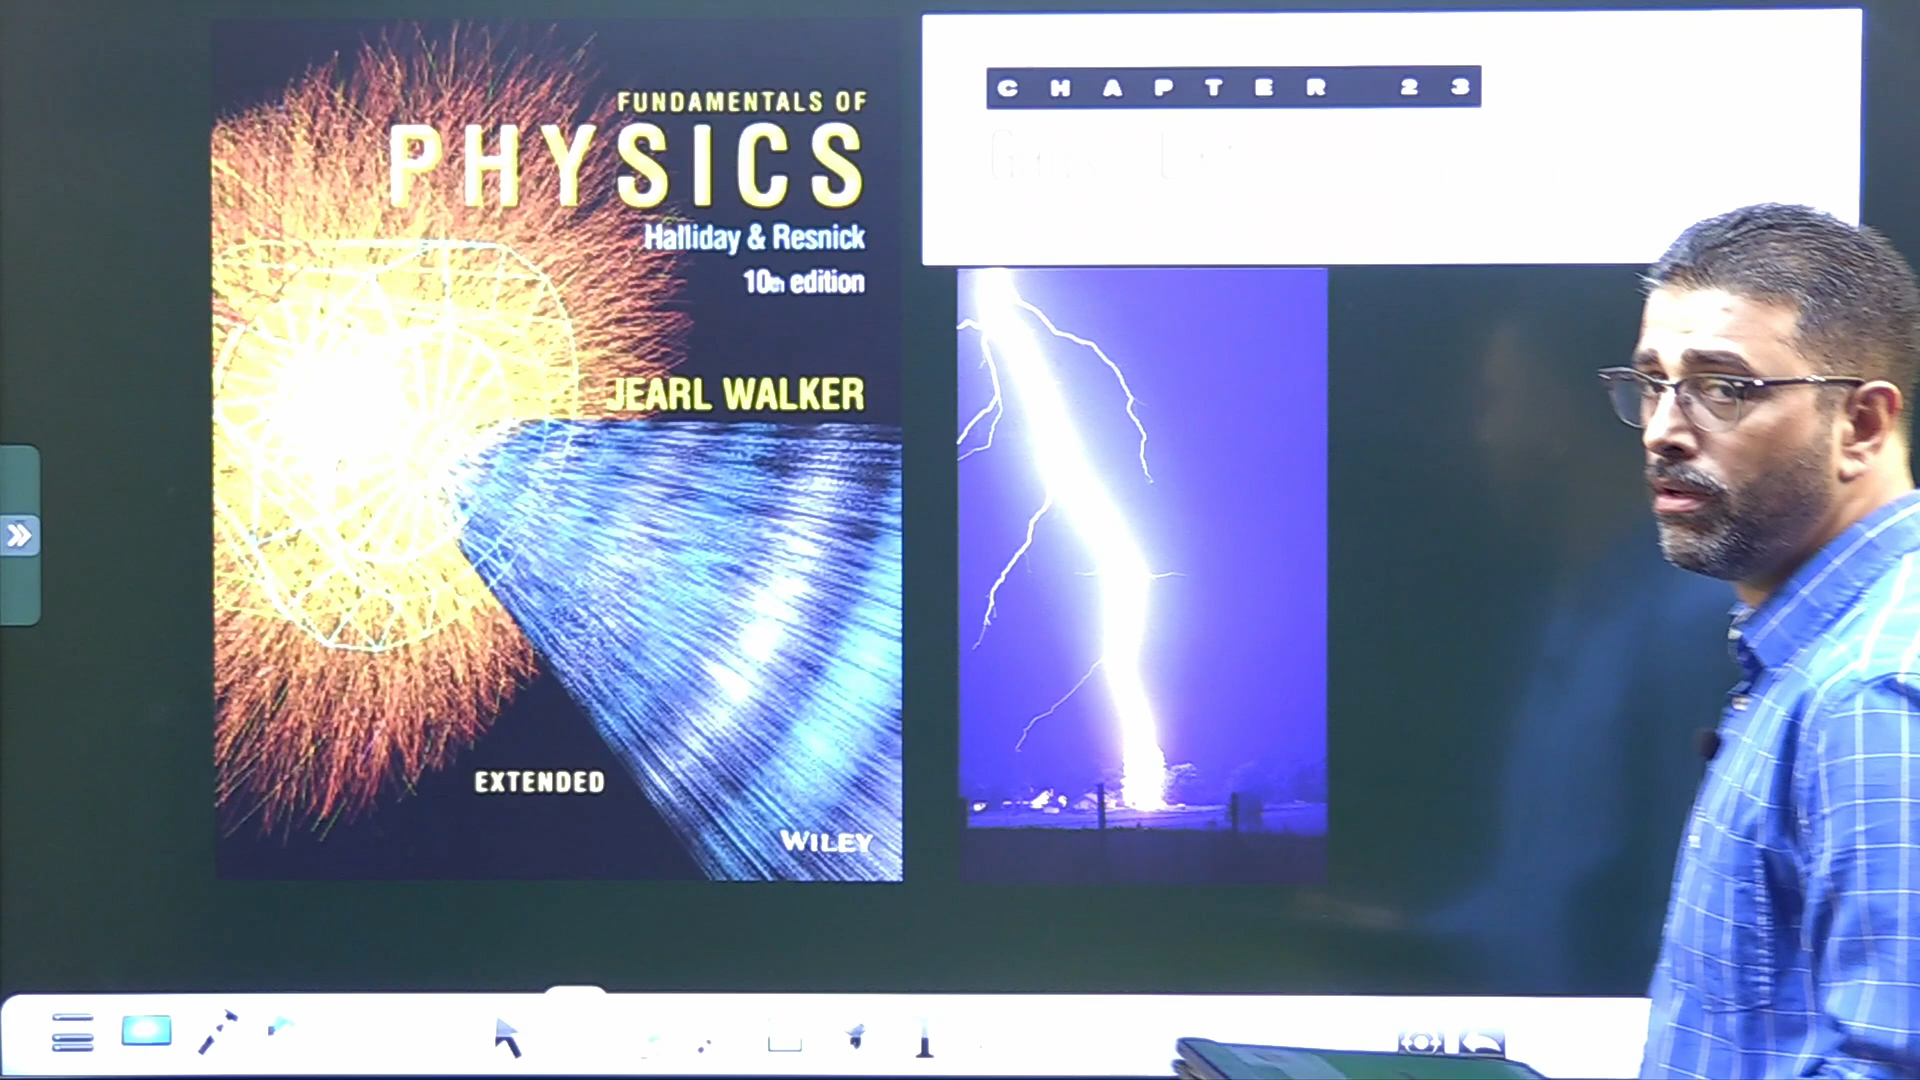 FUNDAMENTALS OF
PHYSICS
Halliday & Resnick
10th edition
JEARL WALKER
EXTENDED
WILEY
CHAPTER 23